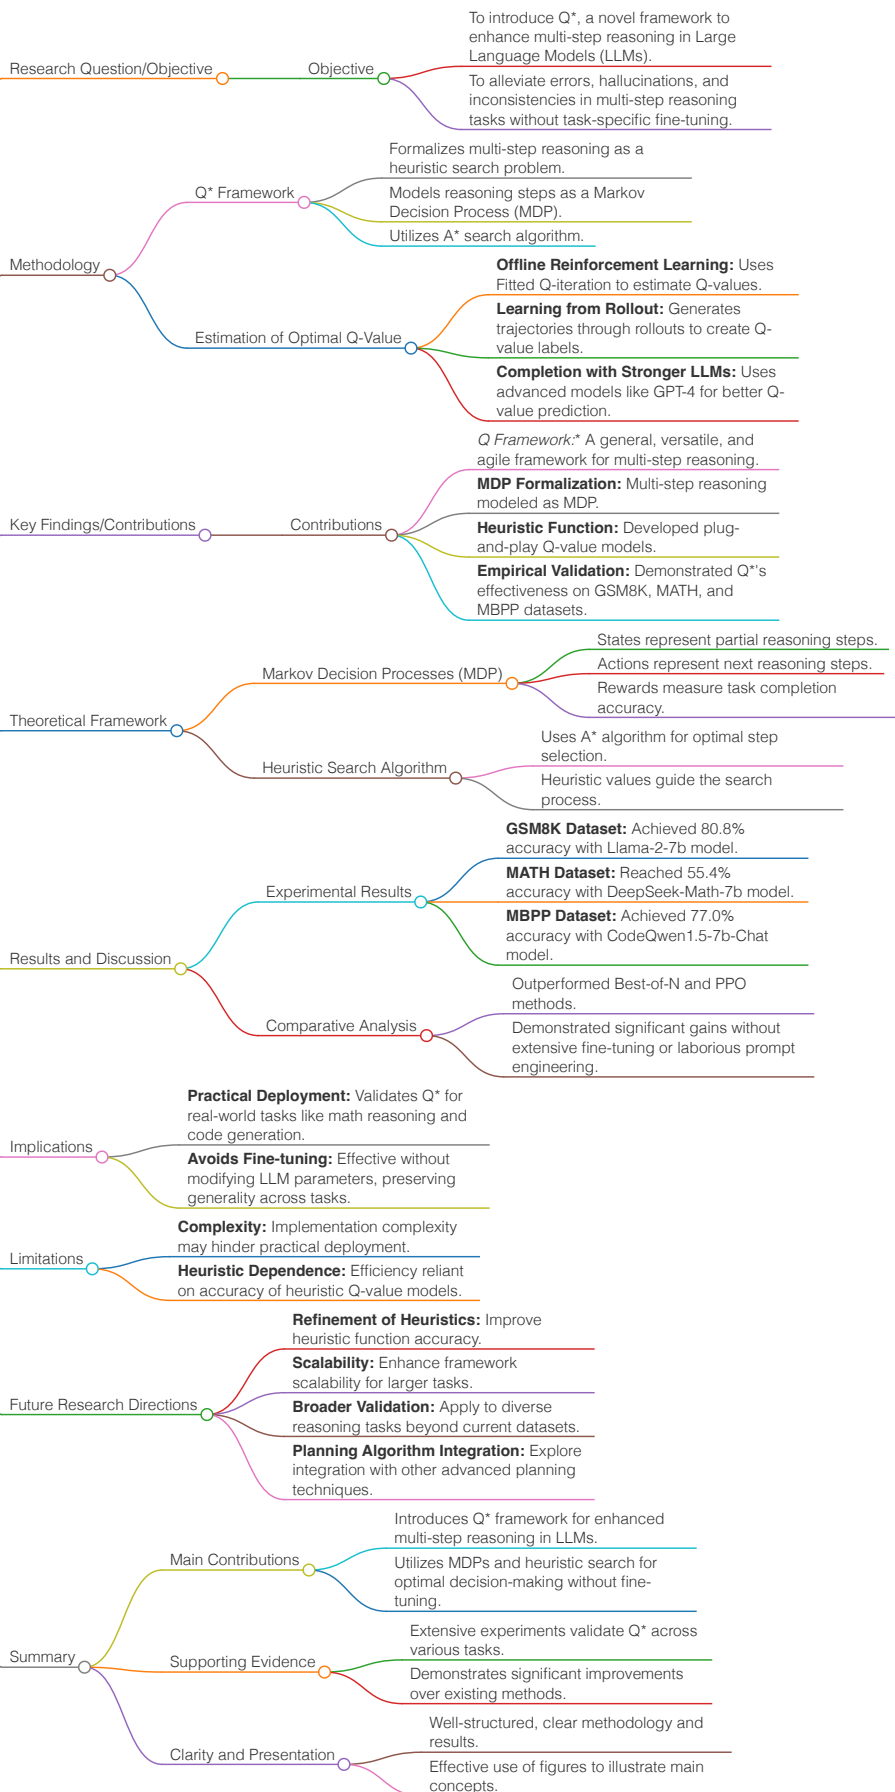 Research Question/Objective
Objective
To introduce Q*, a novel framework to
enhance multi-step reasoning in Large
Language Models (LLMs).
To alleviate errors, hallucinations, and
inconsistencies in multi-step reasoning
tasks without task-specific fine-tuning.
Methodology
Q* Framework
Formalizes multi-step reasoning as a
heuristic search problem.
Models reasoning steps as a Markov
Decision Process (MDP).
Utilizes A* search algorithm.
Estimation of Optimal Q-Value
Offline Reinforcement Learning: Uses
Fitted Q-iteration to estimate Q-values.
Learning from Rollout: Generates
trajectories through rollouts to create Q-
value labels.
Completion with Stronger LLMs: Uses
advanced models like GPT-4 for better Q-
value prediction.
Key Findings/Contributions
Contributions
Q Framework:* A general, versatile, and
agile framework for multi-step reasoning.
MDP Formalization: Multi-step reasoning
modeled as MDP.
Heuristic Function: Developed plug-
and-play Q-value models.
Empirical Validation: Demonstrated Q*'s
effectiveness on GSM8K, MATH, and
MBPP datasets.
Theoretical Framework
Markov Decision Processes (MDP)
States represent partial reasoning steps.
Actions represent next reasoning steps.
Rewards measure task completion
accuracy.
Heuristic Search Algorithm
Uses A* algorithm for optimal step
selection.
Heuristic values guide the search
process.
Results and Discussion
Experimental Results
GSM8K Dataset: Achieved 80.8%
accuracy with Llama-2-7b model.
MATH Dataset: Reached 55.4%
accuracy with DeepSeek-Math-7b model.
MBPP Dataset: Achieved 77.0%
accuracy with CodeQwen1.5-7b-Chat
model.
Comparative Analysis
Outperformed Best-of-N and PPO
methods.
Demonstrated significant gains without
extensive fine-tuning or laborious prompt
engineering.
Implications
Practical Deployment: Validates Q* for
real-world tasks like math reasoning and
code generation.
Avoids Fine-tuning: Effective without
modifying LLM parameters, preserving
generality across tasks.
Limitations
Complexity: Implementation complexity
may hinder practical deployment.
Heuristic Dependence: Efficiency reliant
on accuracy of heuristic Q-value models.
Future Research Directions
Refinement of Heuristics: Improve
heuristic function accuracy.
Scalability: Enhance framework
scalability for larger tasks.
Broader Validation: Apply to diverse
reasoning tasks beyond current datasets.
Planning Algorithm Integration: Explore
integration with other advanced planning
techniques.
Summary
Main Contributions
Introduces Q* framework for enhanced
multi-step reasoning in LLMs.
Utilizes MDPs and heuristic search for
optimal decision-making without fine-
tuning.
Supporting Evidence
Extensive experiments validate Q* across
various tasks.
Demonstrates significant improvements
over existing methods.
Clarity and Presentation
Well-structured, clear methodology and
results.
Effective use of figures to illustrate main
concepts.